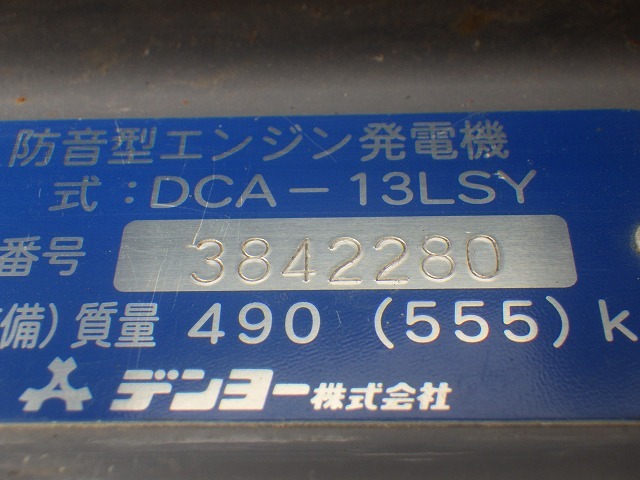 防音型エンジン発電機
式：DCA－13LSY
番号 3842280
備）質量 490 （555）k
デンヨー株式会社